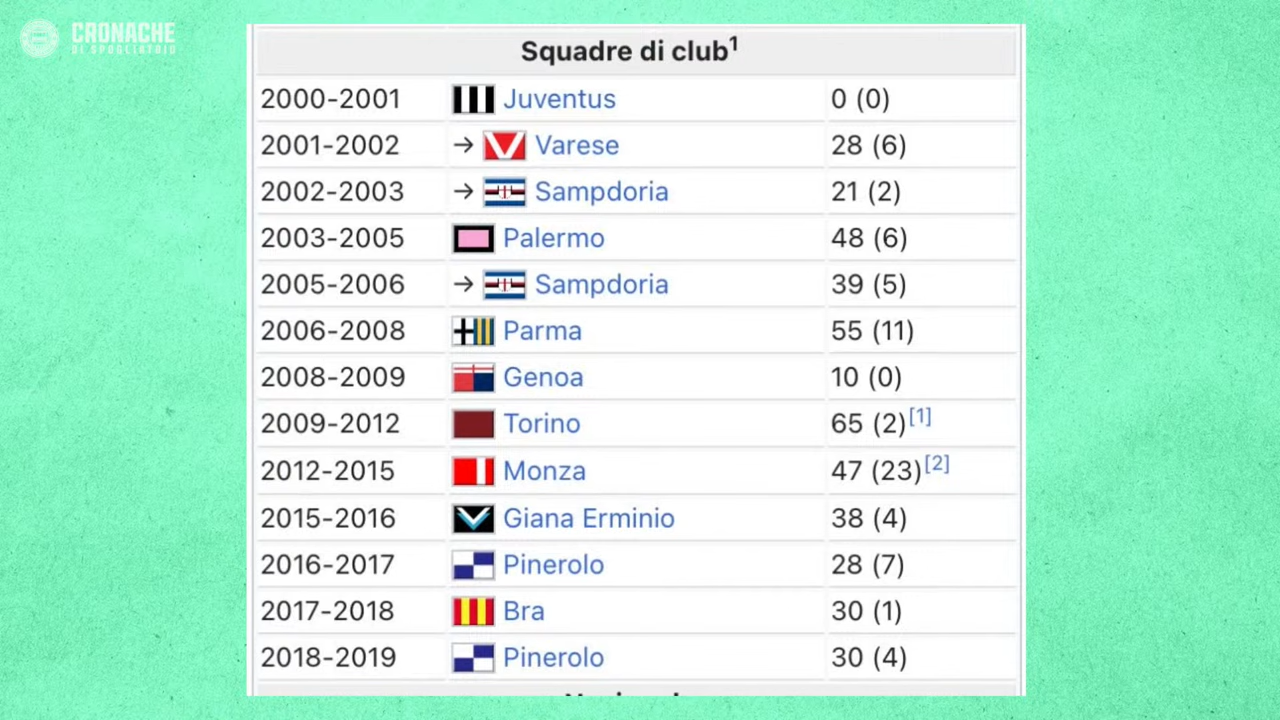 CRONACHE
DI SPOGLIATOIO
Squadre di club¹
2000-2001 Juventus 0 (0)
2001-2002 → Varese 28 (6)
2002-2003 → Sampdoria 21 (2)
2003-2005 Palermo 48 (6)
2005-2006 → Sampdoria 39 (5)
2006-2008 Parma 55 (11)
2008-2009 Genoa 10 (0)
2009-2012 Torino 65 (2)[1]
2012-2015 Monza 47 (23)[2]
2015-2016 Giana Erminio 38 (4)
2016-2017 Pinerolo 28 (7)
2017-2018 Bra 30 (1)
2018-2019 Pinerolo 30 (4)